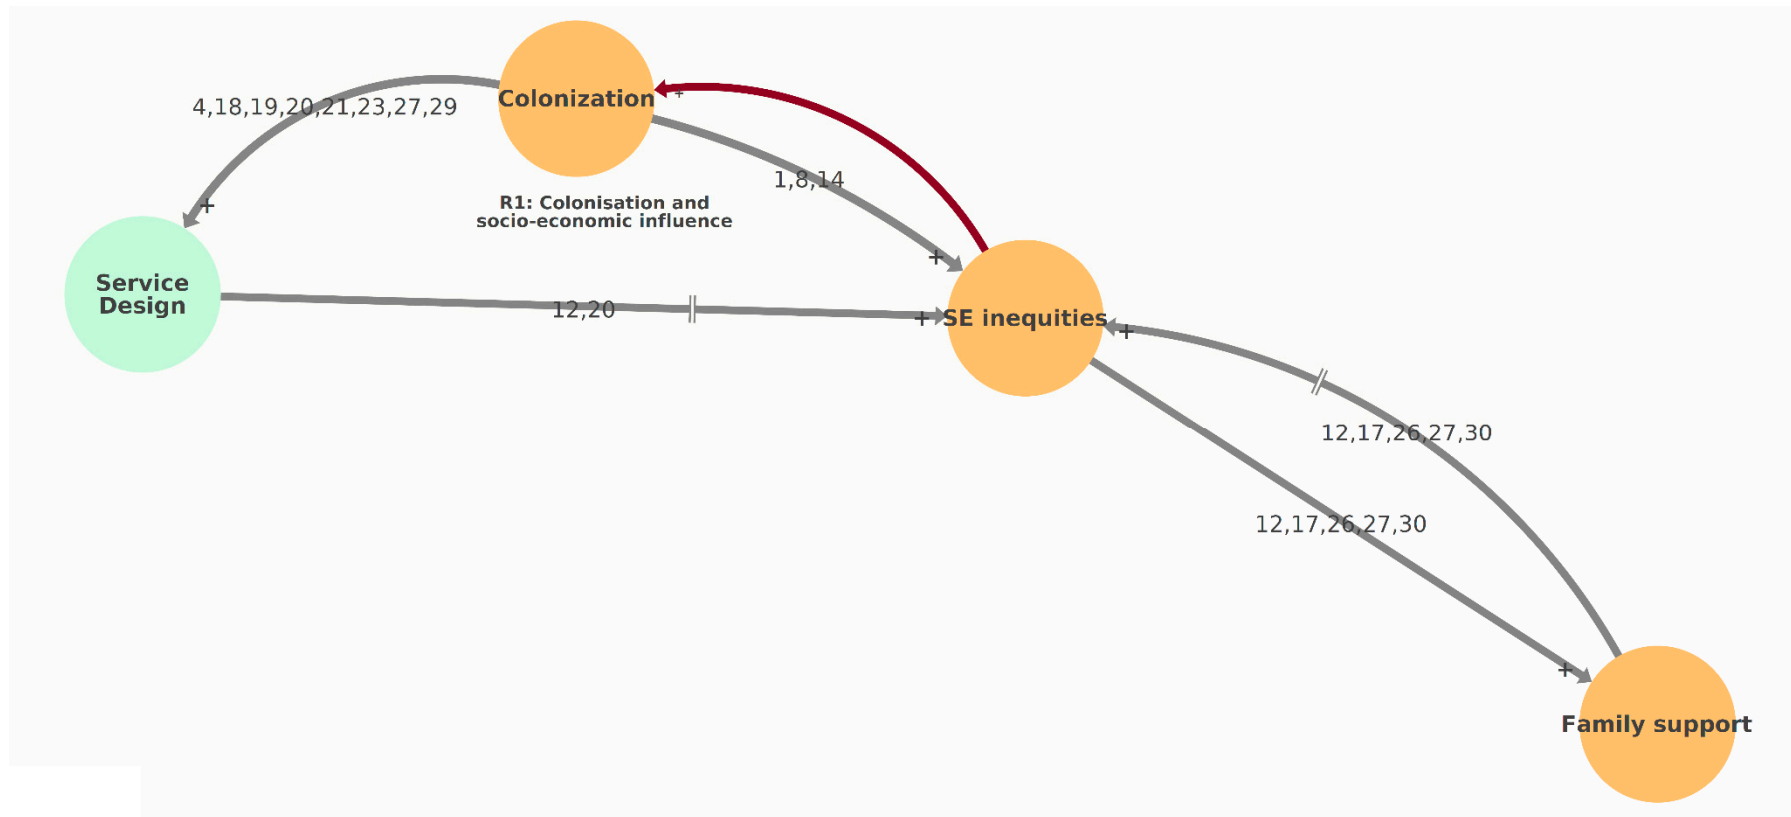 Colonization
+
4,18,19,20,21,23,27,29
1,8,14
R1: Colonisation and
socio-economic influence
+
+
Service
Design
12,20
+
SE inequities
+
12,17,26,27,30
12,17,26,27,30
+
Family support